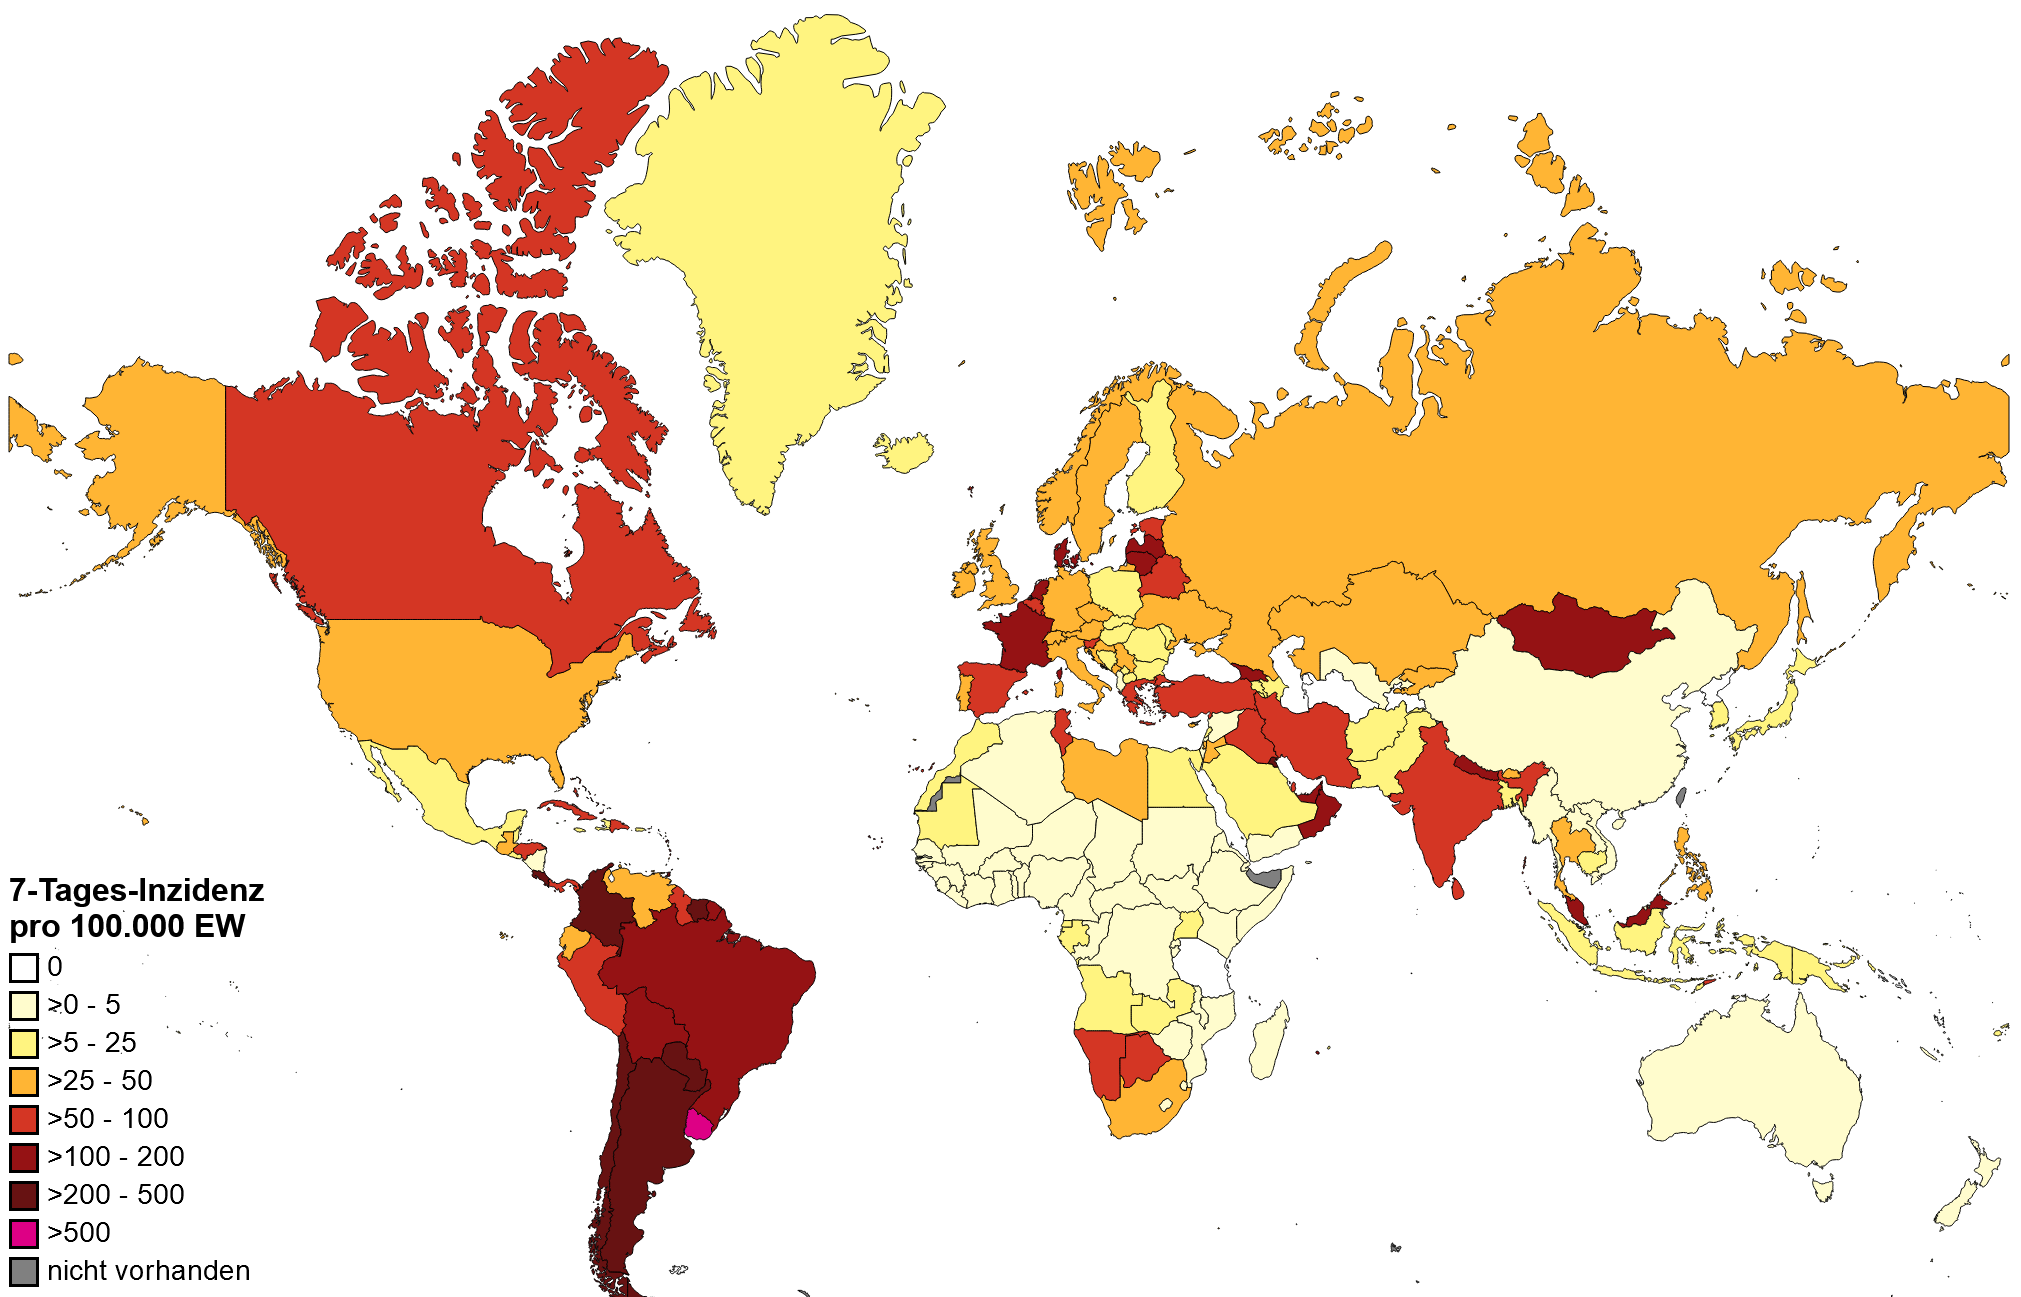 7-Tages-Inzidenz
pro 100.000 EW
0
>0 - 5
>5 - 25
>25 - 50
>50 - 100
>100 - 200
>200 - 500
>500
nicht vorhanden